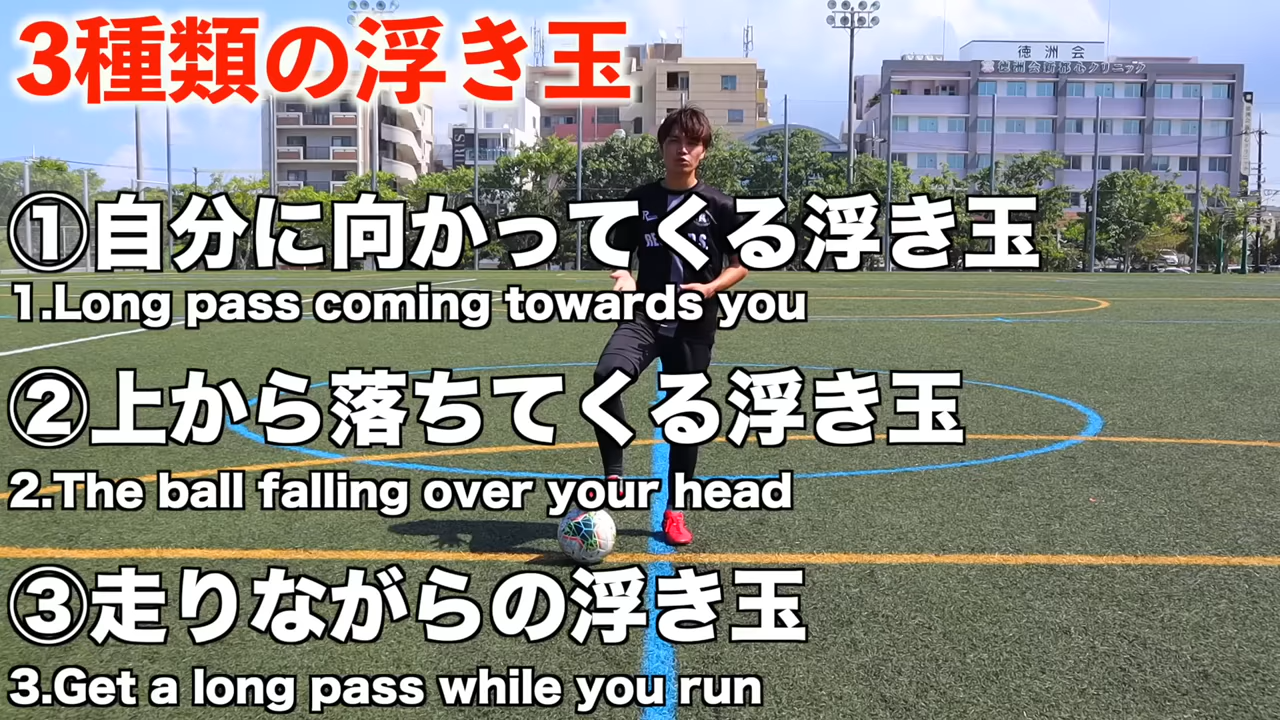 3種類の浮き玉
徳洲会
①自分に向かってくる浮き玉
1.Long pass coming towards you
②上から落ちてくる浮き玉
2.The ball falling over your head
③走りながらの浮き玉
3.Get a long pass while you run